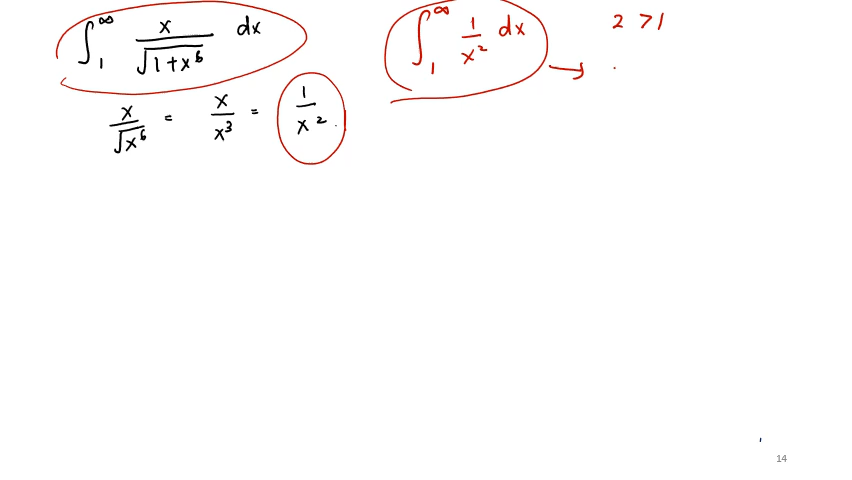 ∫₁^∞ x/√(1+x⁶) dx
∫₁^∞ 1/x² dx → 2 > 1
x/√x⁶ = x/x³ = 1/x²
14